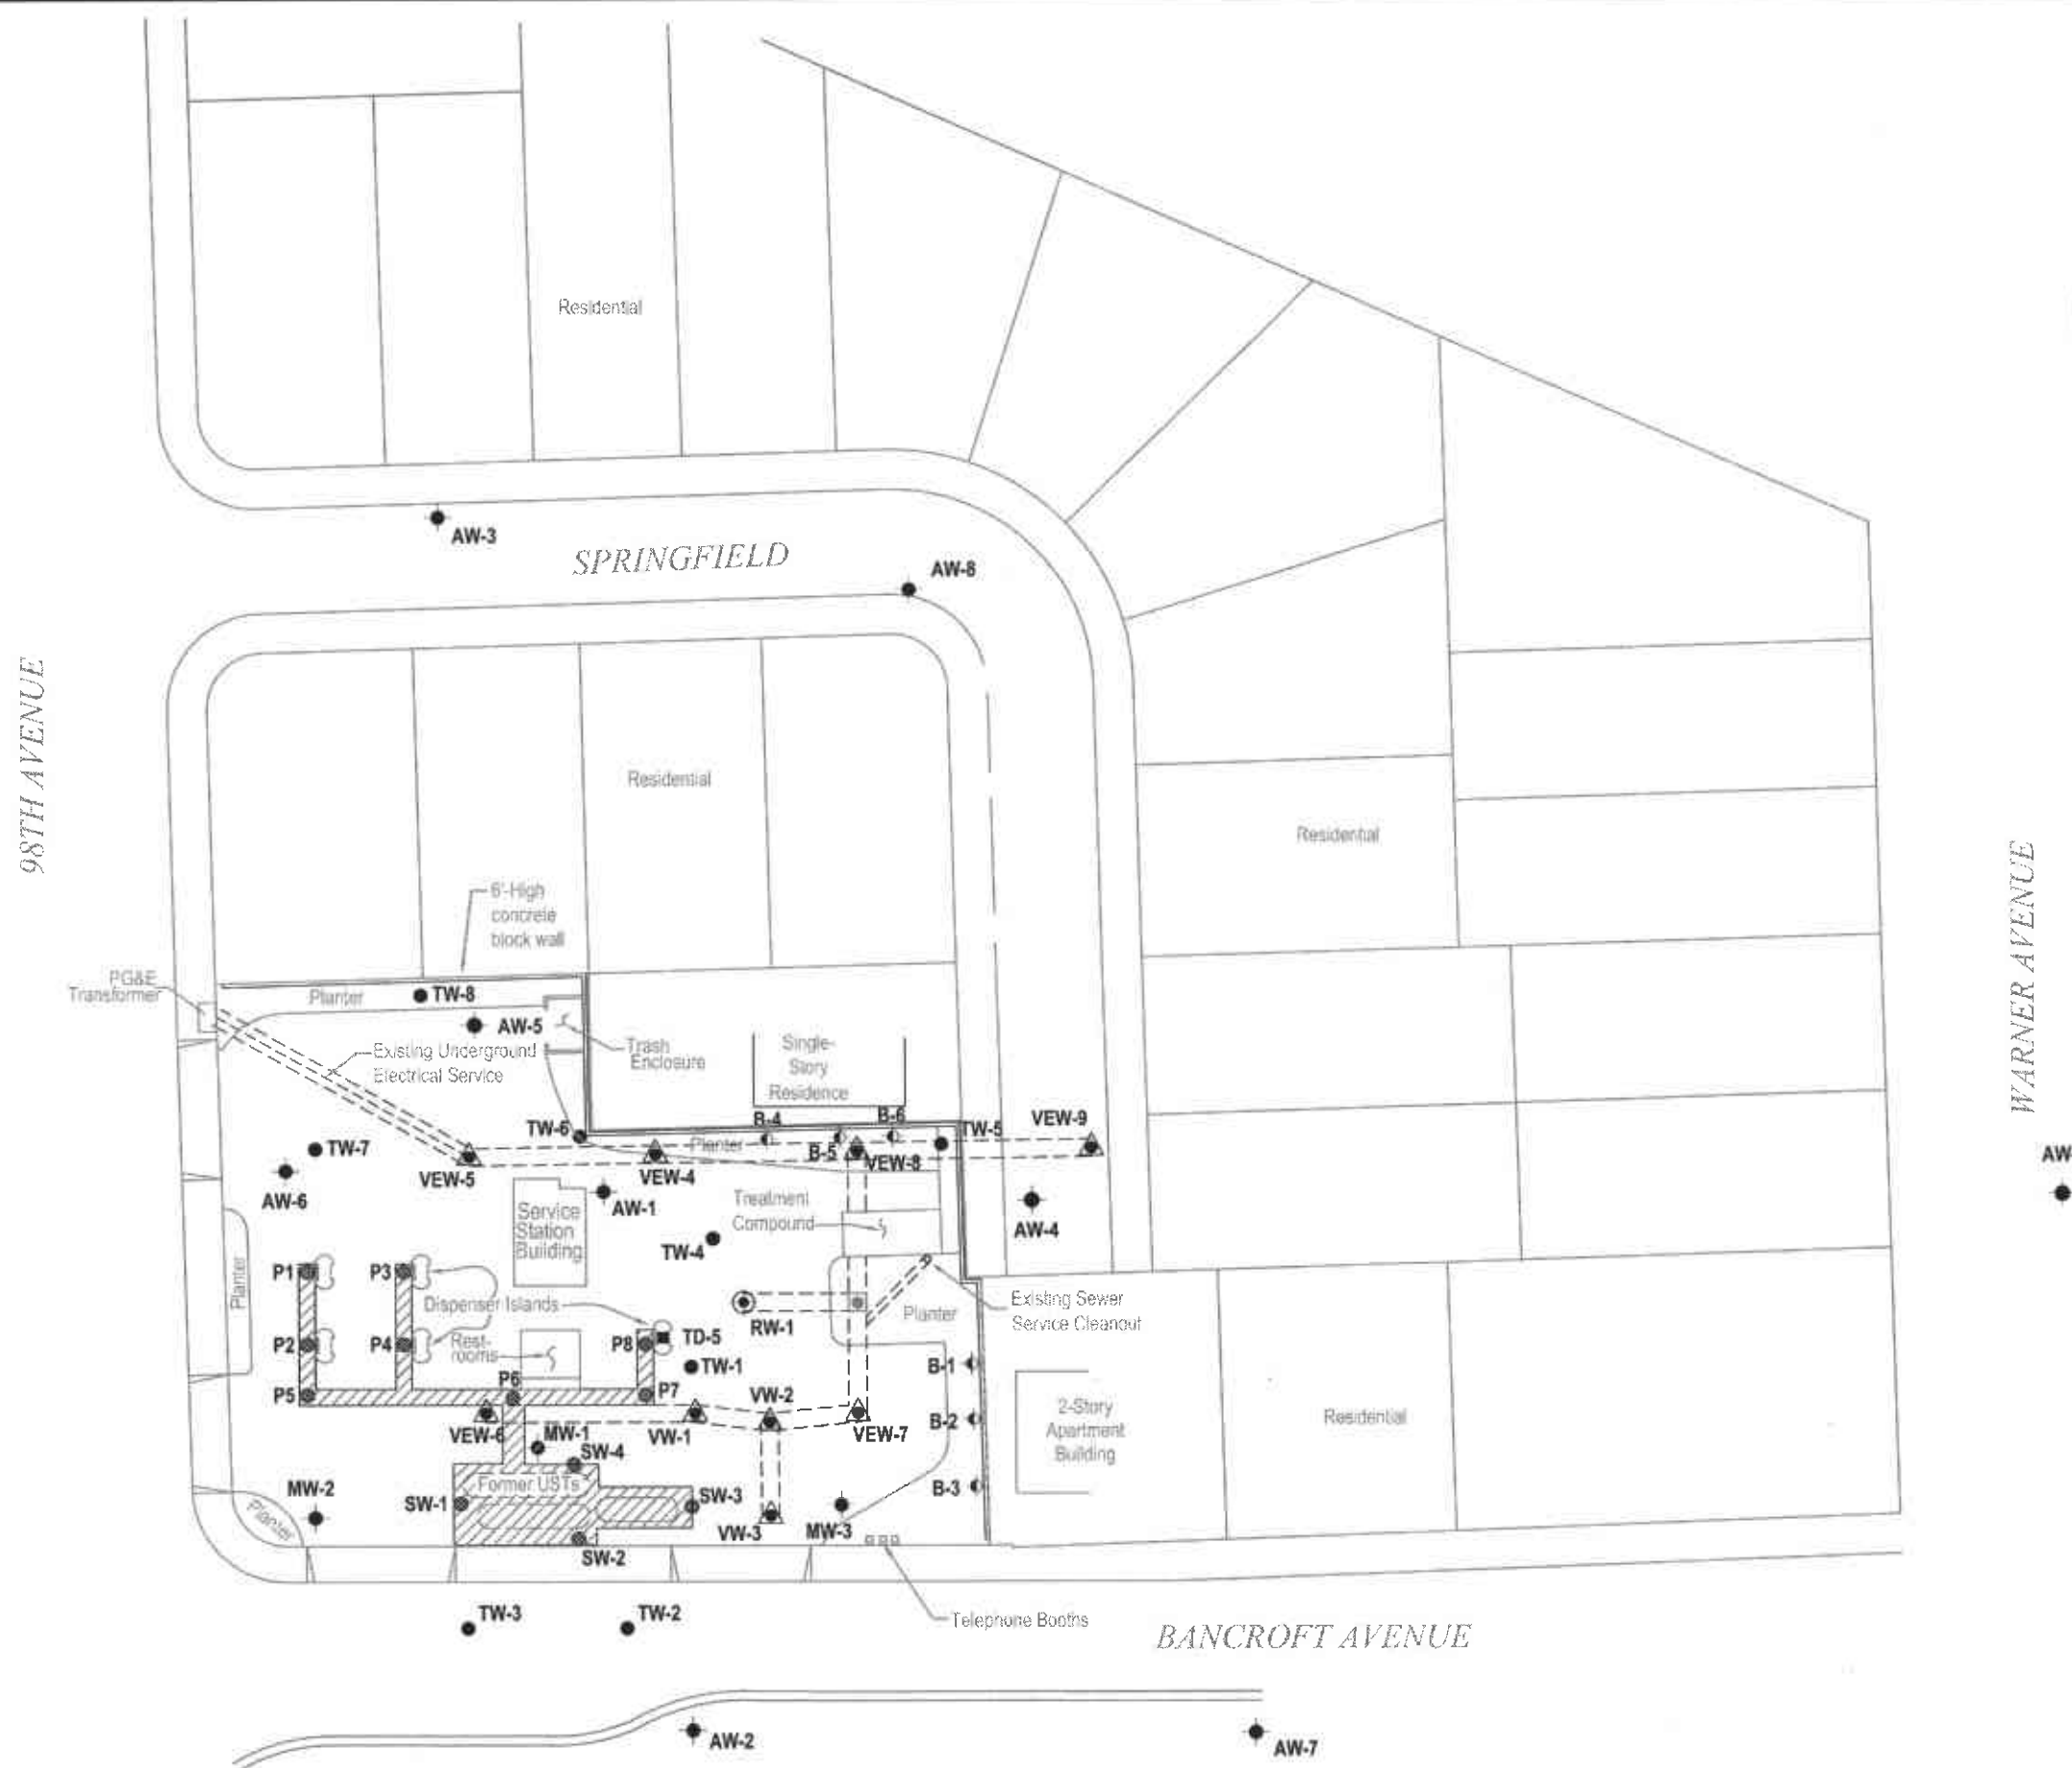 Residential
AW-3
SPRINGFIELD
AW-8
98TH AVENUE
Residential
Residential
WARNER AVENUE
6'-High
concrete
block wall
PG&E
Transformer
Planter
TW-8
AW-5
Existing Underground
Electrical Service
Trash
Enclosure
Single-
Story
Residence
B-4
B-6
TW-6
Planter
B-5
TW-5
VEW-9
TW-7
VEW-5
VEW-4
VEW-8
AW-
AW-6
AW-1
Service
Station
Building
Treatment
Compound
TW-4
AW-4
Planter
P1
P3
Dispenser Islands
RW-1
Planter
Existing Sewer
Service Cleanout
P2
P4
Rest-
rooms
P8
TD-5
TW-1
B-1
P5
P6
P7
VW-2
VEW-6
MW-1
VW-1
VEW-7
B-2
2-Story
Apartment
Building
Residential
SW-4
Former USTs
MW-2
SW-1
SW-3
B-3
Planter
VW-3
MW-3
SW-2
TW-3
TW-2
Telephone Booths
BANCROFT AVENUE
AW-2
AW-7